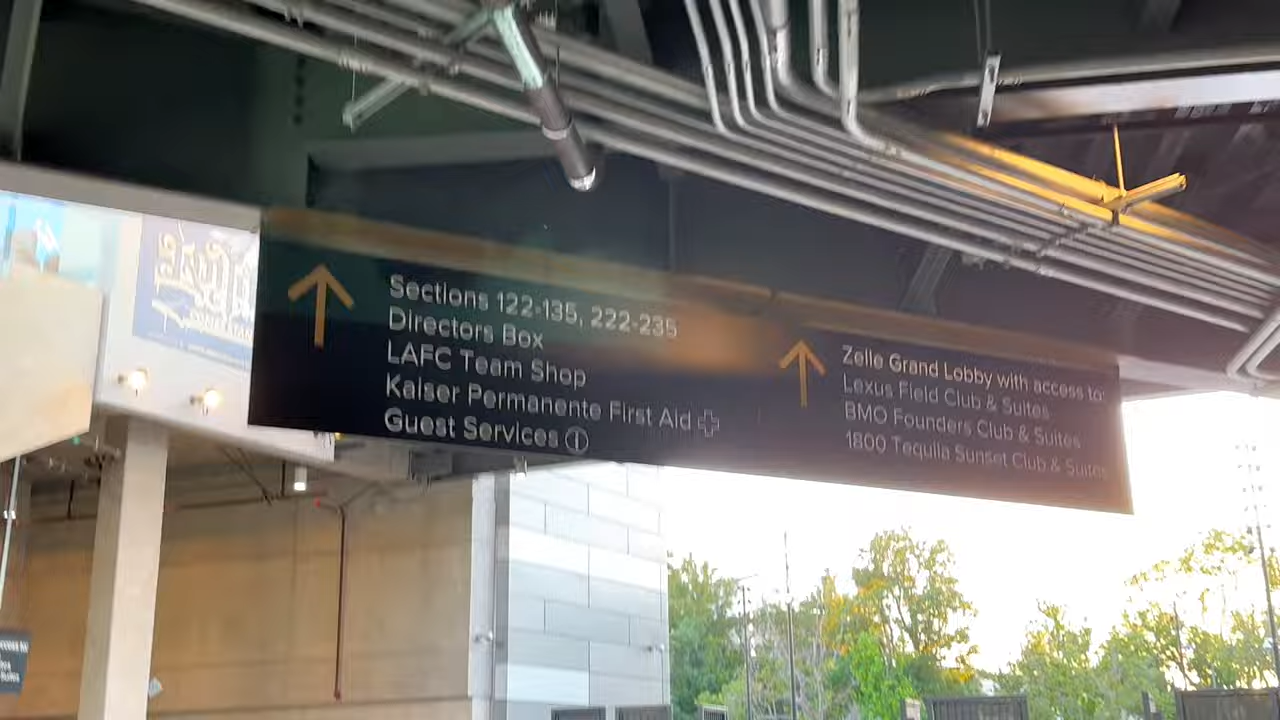 Sections 122-135, 222-235
Directors Box
LAFC Team Shop
Kaiser Permanente First Aid
Guest Services
Zelle Grand Lobby with access to:
Lexus Field Club & Suites
BMO Founders Club & Suites
1800 Tequila Sunset Club & Suites